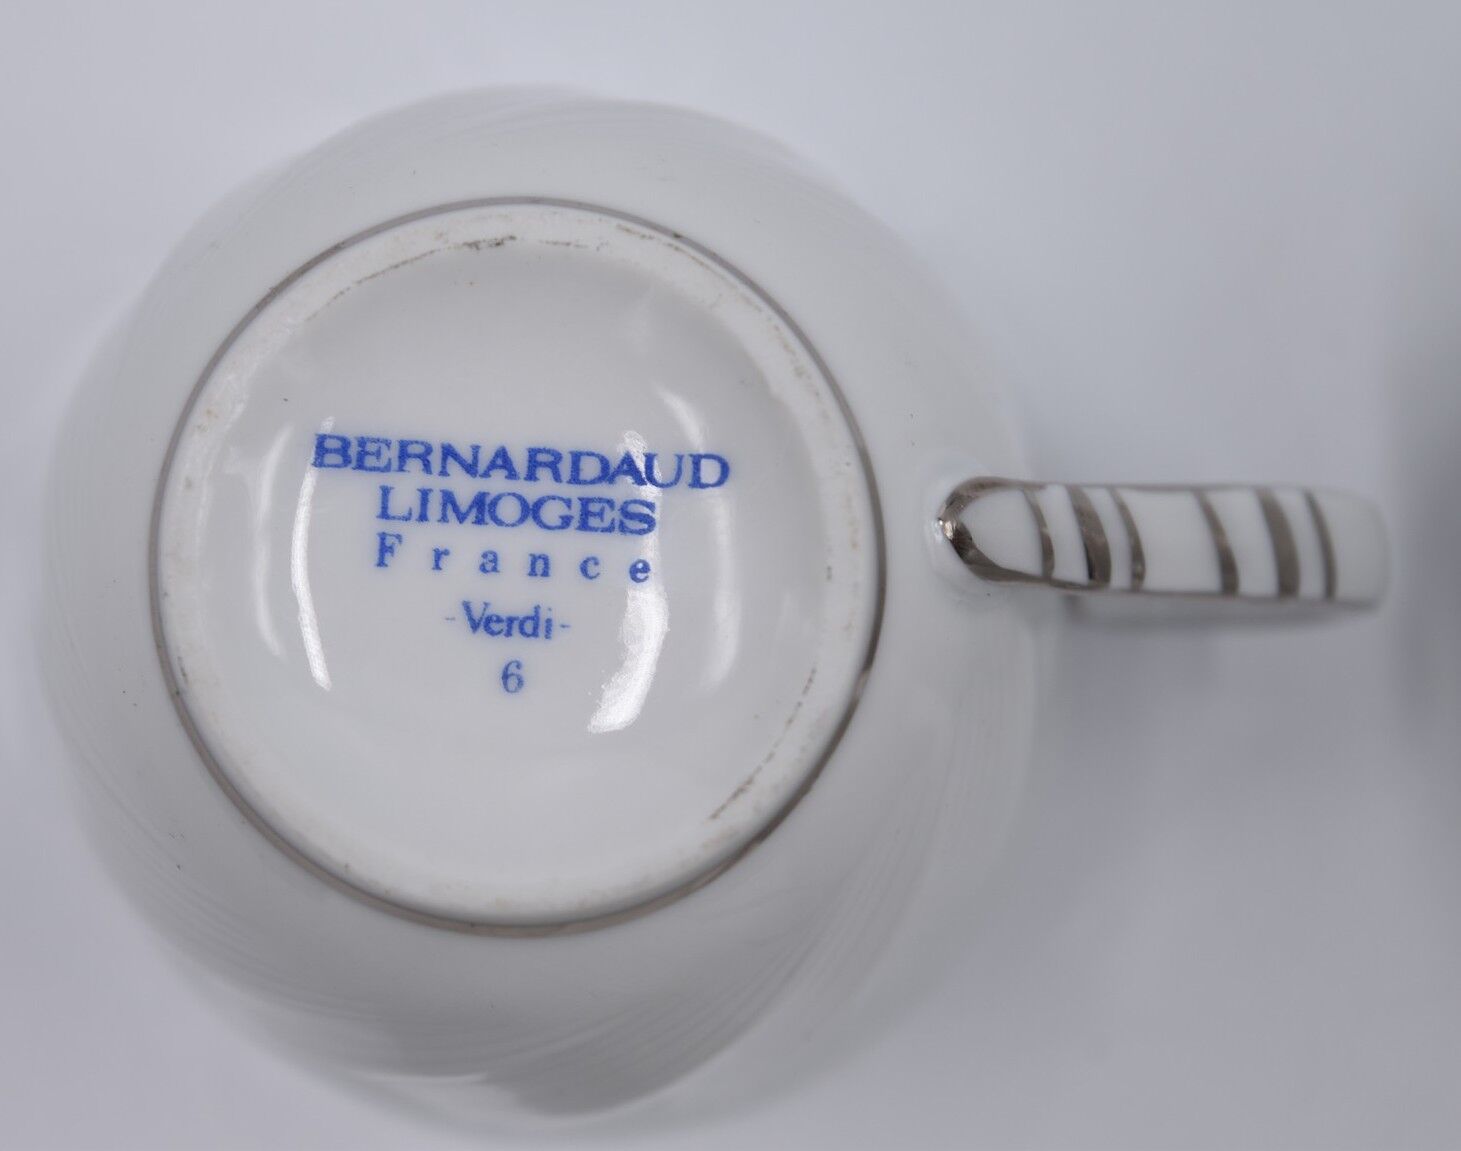 BERNARDAUD
LIMOGES
France
-Verdi-
6